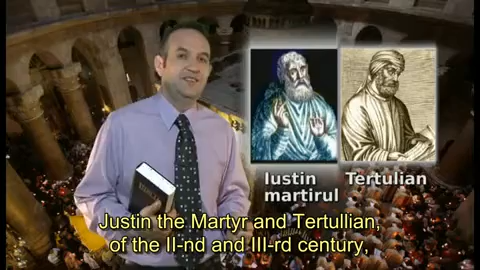 Iustin
martirul
Tertulian
Justin the Martyr and Tertullian,
of the II-nd and III-rd century,